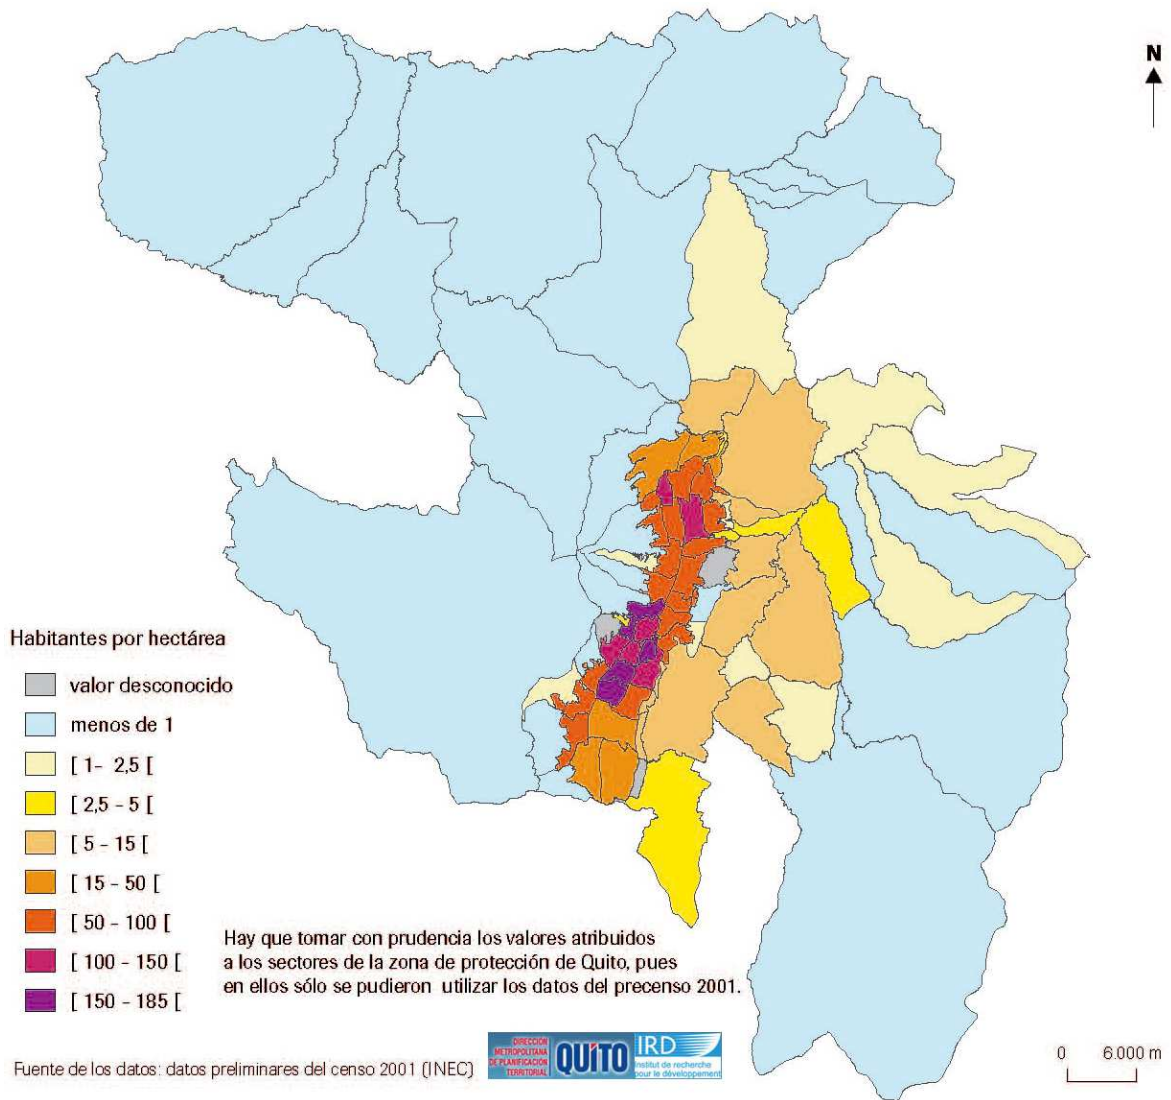 N
Habitantes por hectárea
valor desconocido
menos de 1
[ 1- 2,5 [
[ 2,5 - 5 [
[ 5 - 15 [
[ 15 - 50 [
[ 50 - 100 [
[ 100 - 150 [
[ 150 - 185 [
Hay que tomar con prudencia los valores atribuidos
a los sectores de la zona de protección de Quito, pues
en ellos sólo se pudieron utilizar los datos del precenso 2001.
Fuente de los datos: datos preliminares del censo 2001 (INEC)
DIRECCIÓN
METROPOLITANA
DE PLANIFICACIÓN
TERRITORIAL
QUITO
IRD
Institut de recherche
pour le développement
0 6.000 m